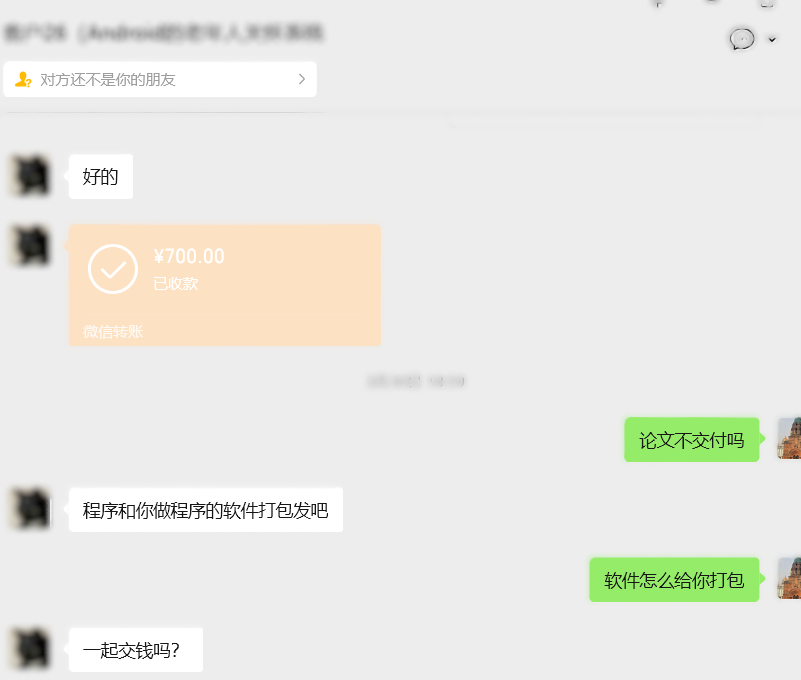 对方还不是你的朋友
好的
¥700.00
已收款
微信转账
论文不交付吗
程序和你做程序的软件打包发吧
软件怎么给你打包
一起交钱吗?